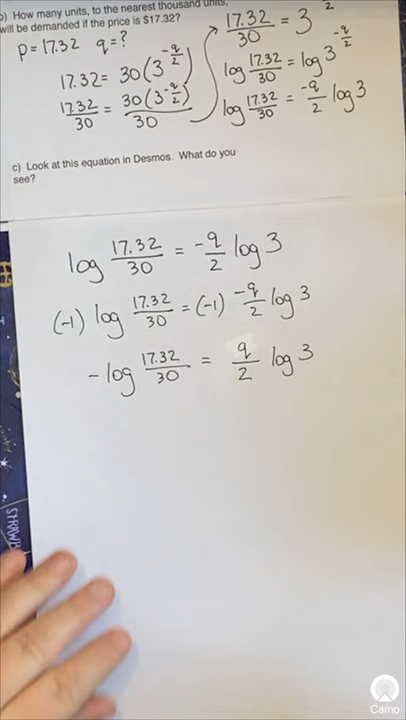 b) How many units, to the nearest thousand units,
will be demanded if the price is $17.32?
p = 17.32 q = ?
17.32 = 30(3^-q/2)
17.32/30 = 30(3^-q/2)/30
17.32/30 = 3^-q/2
log 17.32/30 = log 3^-q/2
log 17.32/30 = -q/2 log 3
c) Look at this equation in Desmos. What do you
see?
log 17.32/30 = -q/2 log 3
(-1) log 17.32/30 = (-1) -q/2 log 3
-log 17.32/30 = q/2 log 3
STRAWB
Camo